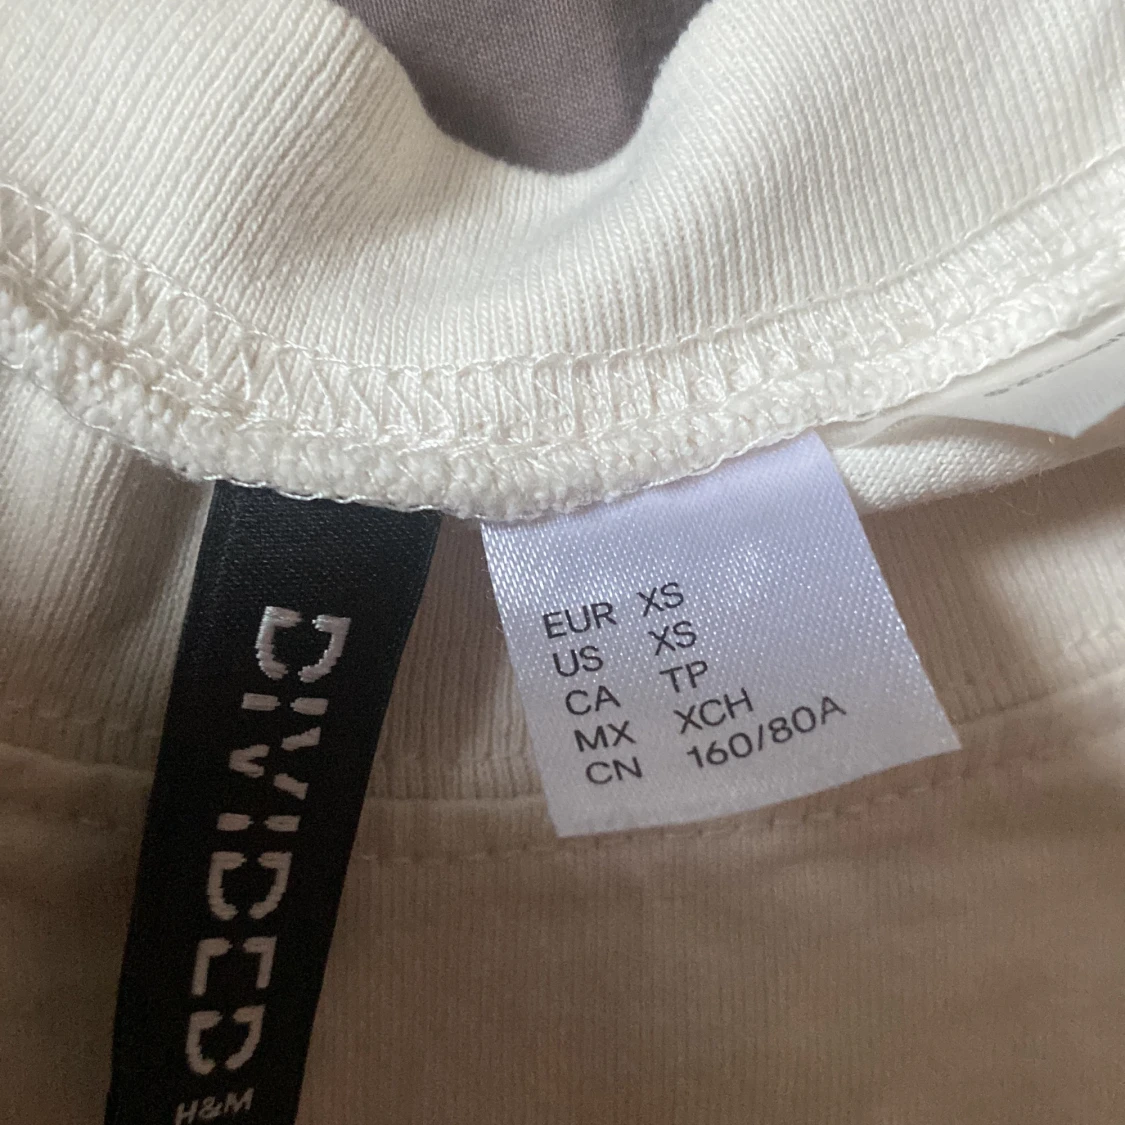 DIVIDED
H&M
EUR XS
US XS
CA TP
MX XCH
CN 160/80A